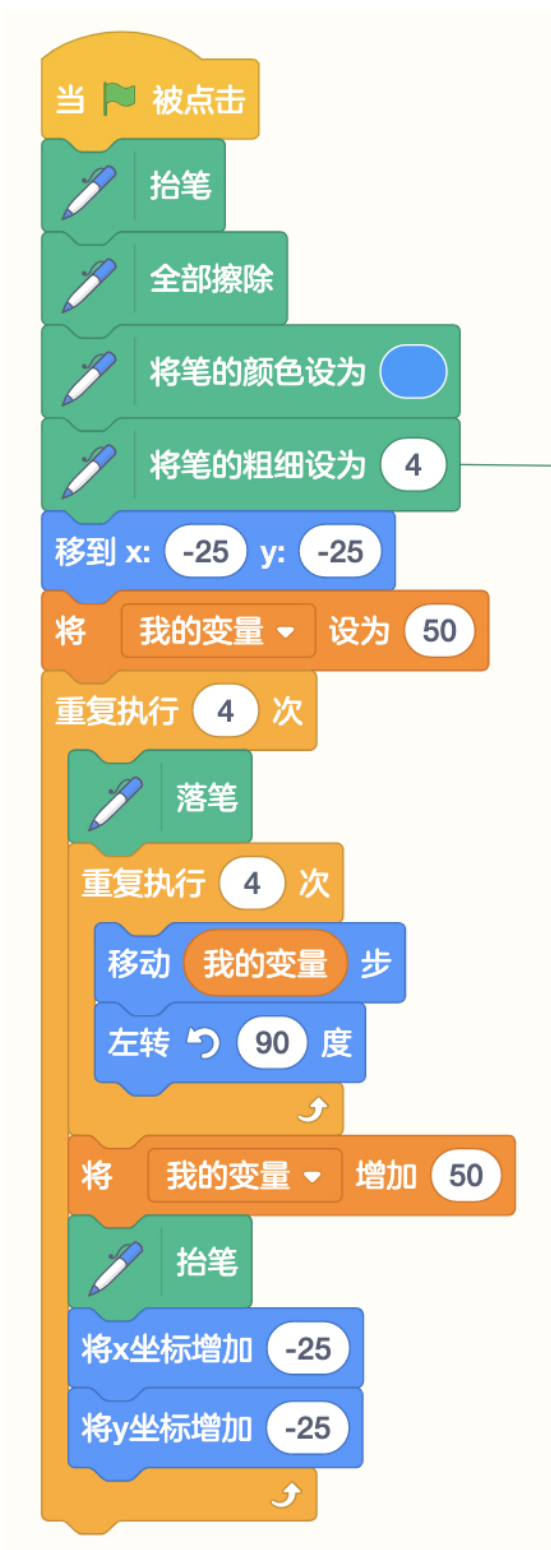 当 被点击
抬笔
全部擦除
将笔的颜色设为
将笔的粗细设为 4
移到 x: -25 y: -25
将 我的变量 设为 50
重复执行 4 次
落笔
重复执行 4 次
移动 我的变量 步
左转 90 度
将 我的变量 增加 50
抬笔
将x坐标增加 -25
将y坐标增加 -25